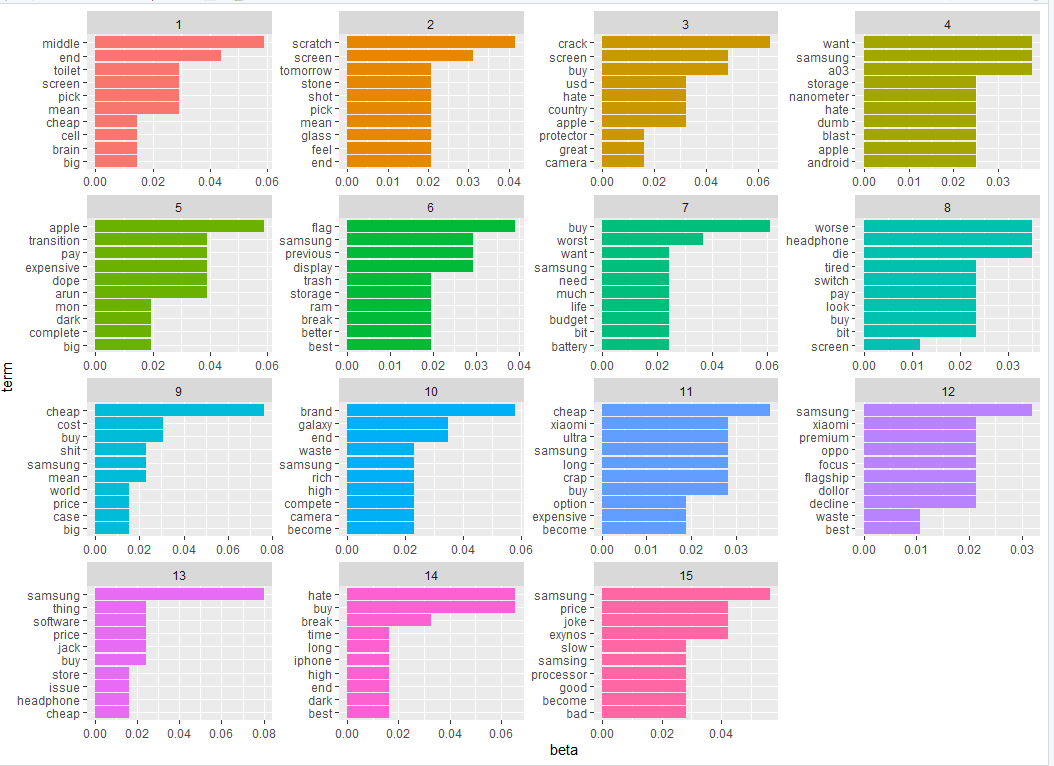 1
middle
end
toilet
screen
pick
mean
cheap
cell
brain
big
0.00 0.02 0.04 0.06
2
scratch
screen
tomorrow
stone
shot
pick
mean
glass
feel
end
0.00 0.01 0.02 0.03 0.04
3
crack
screen
buy
usd
hate
country
apple
protector
great
camera
0.00 0.02 0.04 0.06
4
want
samsung
a03
storage
nanometer
hate
dumb
blast
apple
android
0.00 0.01 0.02 0.03
5
apple
transition
pay
expensive
dope
arun
mon
dark
complete
big
0.00 0.02 0.04 0.06
6
flag
samsung
previous
display
trash
storage
ram
break
better
best
0.00 0.01 0.02 0.03 0.04
7
buy
worst
want
samsung
need
much
life
budget
bit
battery
0.00 0.02 0.04 0.06
8
worse
headphone
die
tired
switch
pay
look
buy
bit
screen
0.00 0.01 0.02 0.03
term
9
cheap
cost
buy
shit
samsung
mean
world
price
case
big
0.00 0.02 0.04 0.06 0.08
10
brand
galaxy
end
waste
samsung
rich
high
compete
camera
become
0.00 0.02 0.04 0.06
11
cheap
xiaomi
ultra
samsung
long
crap
buy
option
expensive
become
0.00 0.01 0.02 0.03
12
samsung
xiaomi
premium
oppo
focus
flagship
dollor
decline
waste
best
0.00 0.01 0.02 0.03
13
samsung
thing
software
price
jack
buy
store
issue
headphone
cheap
0.00 0.02 0.04 0.06 0.08
14
hate
buy
break
time
long
iphone
high
end
dark
best
0.00 0.02 0.04 0.06
15
samsung
price
joke
exynos
slow
samsing
processor
good
become
bad
0.00 0.02 0.04
beta